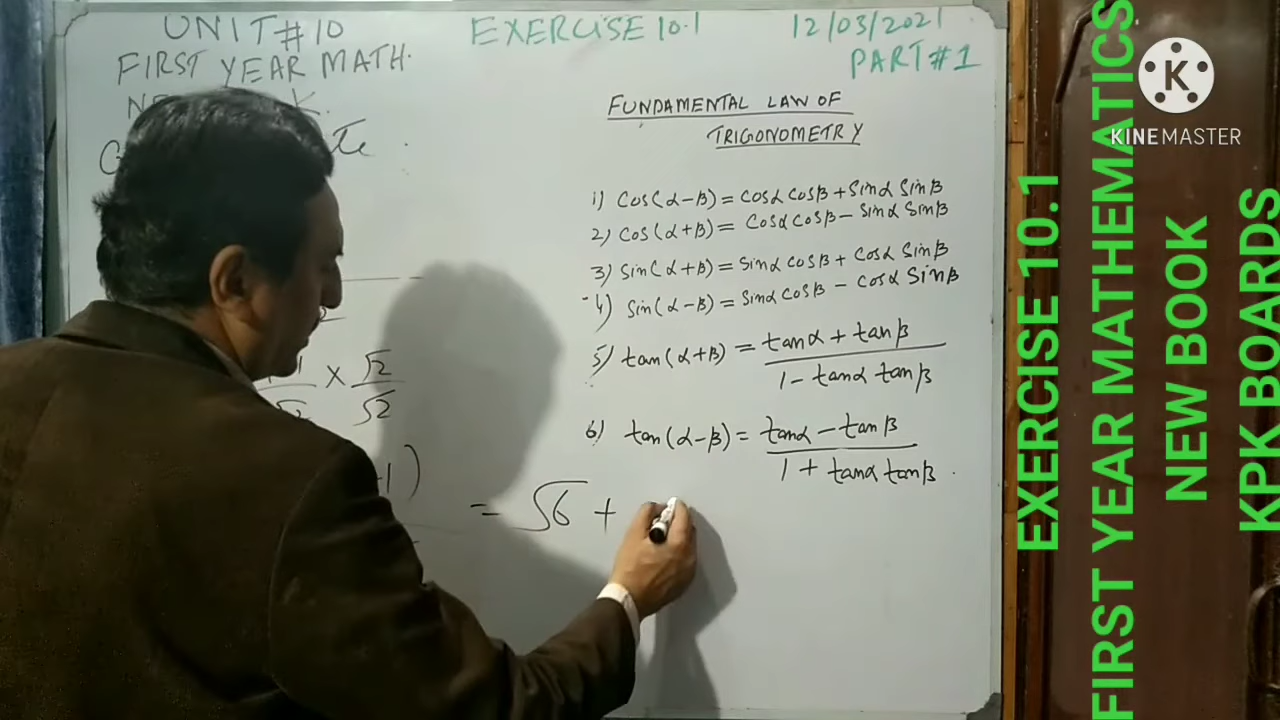 UNIT#10
EXERCISE 10.1
12/03/2021
FIRST YEAR MATH.
PART#1
FUNDAMENTAL LAW OF
TRIGONOMETRY
1) cos(α-β) = cosα cosβ + sinα sinβ
2) cos(α+β) = cosα cosβ - sinα sinβ
3) sin(α+β) = sinα cosβ + cosα sinβ
4) sin(α-β) = sinα cosβ - cosα sinβ
5) tan(α+β) = tanα + tanβ
1 - tanα tanβ
6) tan(α-β) = tanα - tanβ
1 + tanα tanβ.
× √2
√2
√2
= √6 +
KINEMASTER
EXERCISE 10.1
FIRST YEAR MATHEMATICS
NEW BOOK
KPK BOARDS